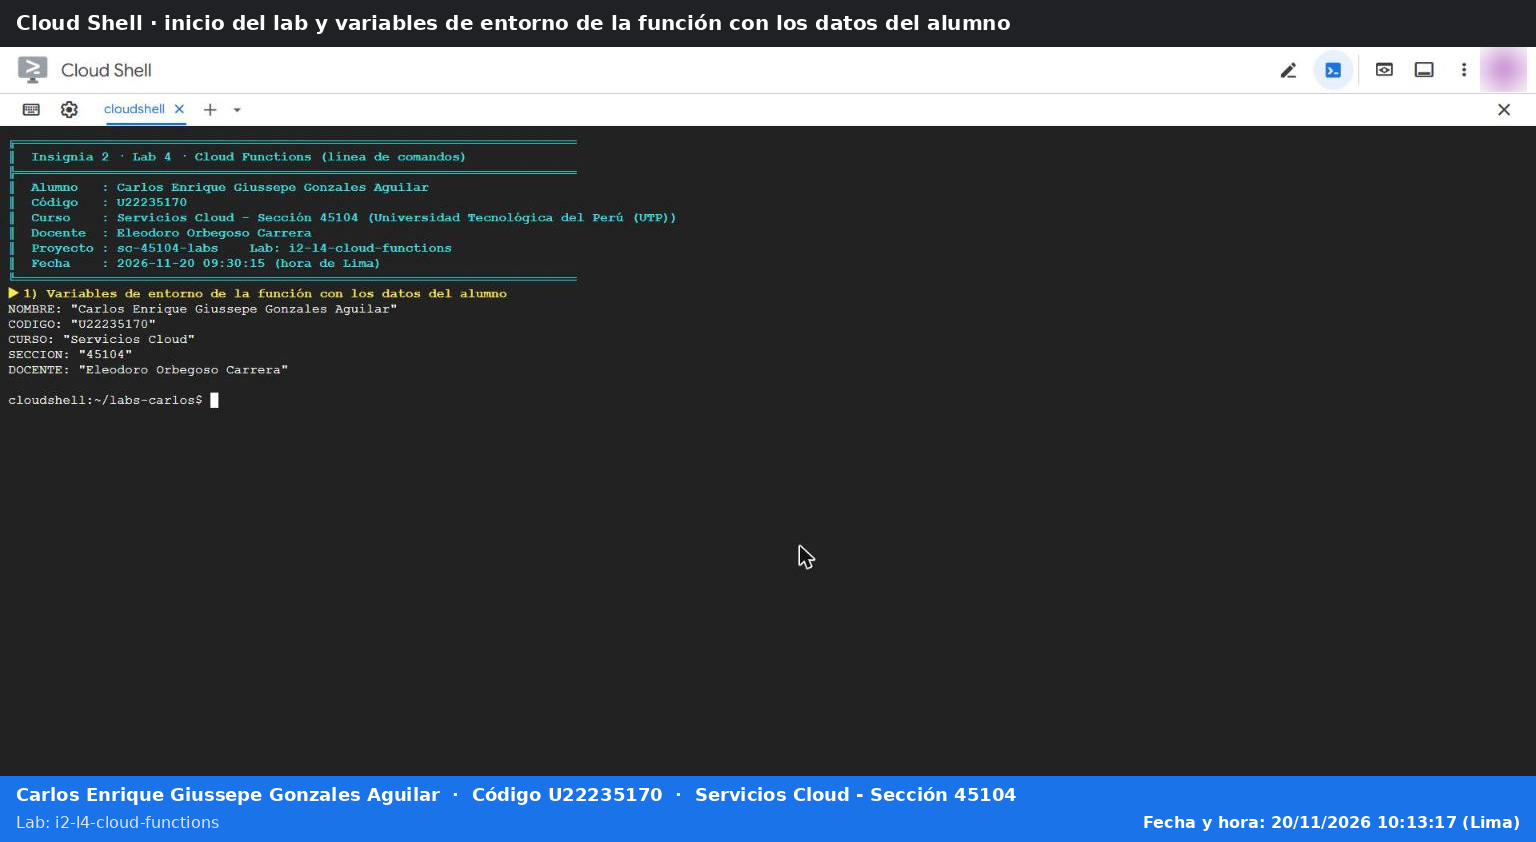 Cloud Shell · inicio del lab y variables de entorno de la función con los datos del alumno
Cloud Shell
cloudshell
Insignia 2 · Lab 4 · Cloud Functions (línea de comandos)
Alumno : Carlos Enrique Giussepe Gonzales Aguilar
Código : U22235170
Curso : Servicios Cloud - Sección 45104 (Universidad Tecnológica del Perú (UTP))
Docente : Eleodoro Orbegoso Carrera
Proyecto : sc-45104-labs Lab: i2-l4-cloud-functions
Fecha : 2026-11-20 09:30:15 (hora de Lima)
▶ 1) Variables de entorno de la función con los datos del alumno
NOMBRE: "Carlos Enrique Giussepe Gonzales Aguilar"
CODIGO: "U22235170"
CURSO: "Servicios Cloud"
SECCION: "45104"
DOCENTE: "Eleodoro Orbegoso Carrera"
cloudshell:~/labs-carlos$
Carlos Enrique Giussepe Gonzales Aguilar · Código U22235170 · Servicios Cloud - Sección 45104
Lab: i2-l4-cloud-functions
Fecha y hora: 20/11/2026 10:13:17 (Lima)